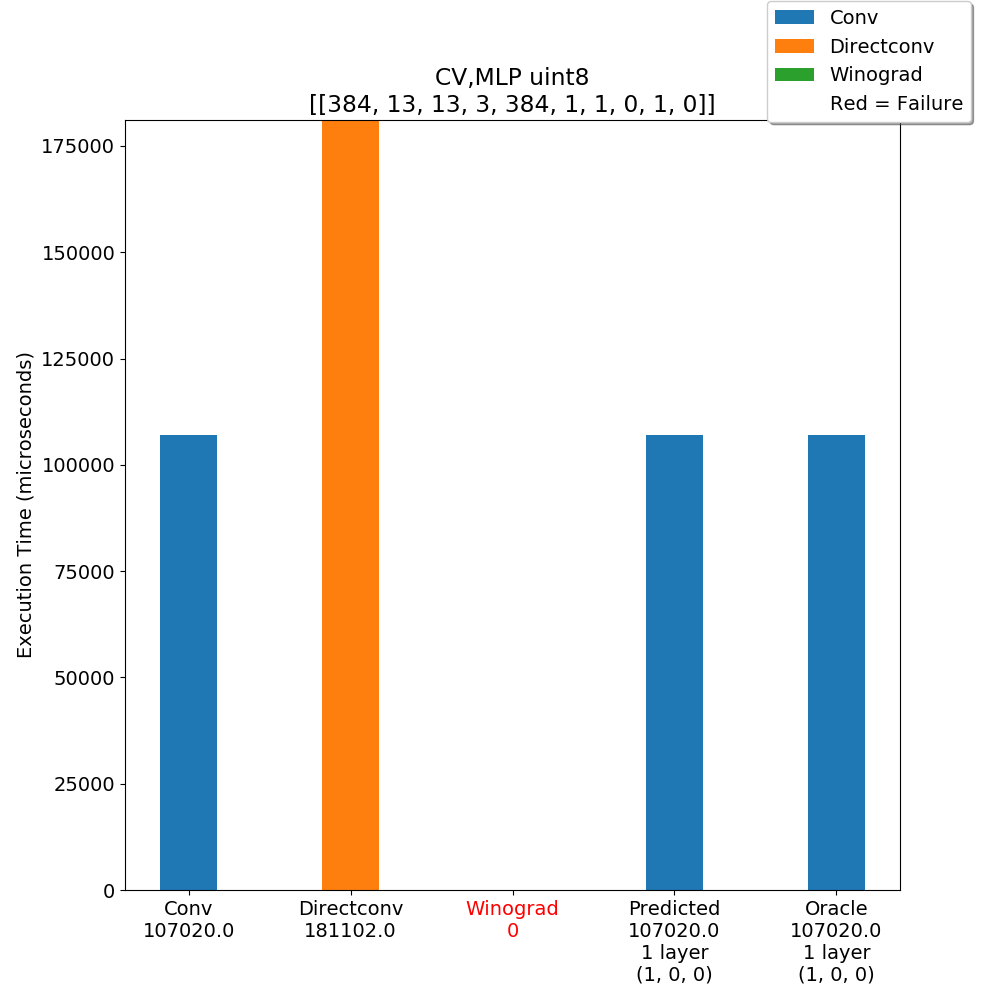 Conv
Directconv
Winograd
Red = Failure
CV,MLP uint8
[[384, 13, 13, 3, 384, 1, 1, 0, 1, 0]]
Execution Time (microseconds)
175000
150000
125000
100000
75000
50000
25000
0
Conv
107020.0
Directconv
181102.0
Winograd
0
Predicted
107020.0
1 layer
(1, 0, 0)
Oracle
107020.0
1 layer
(1, 0, 0)